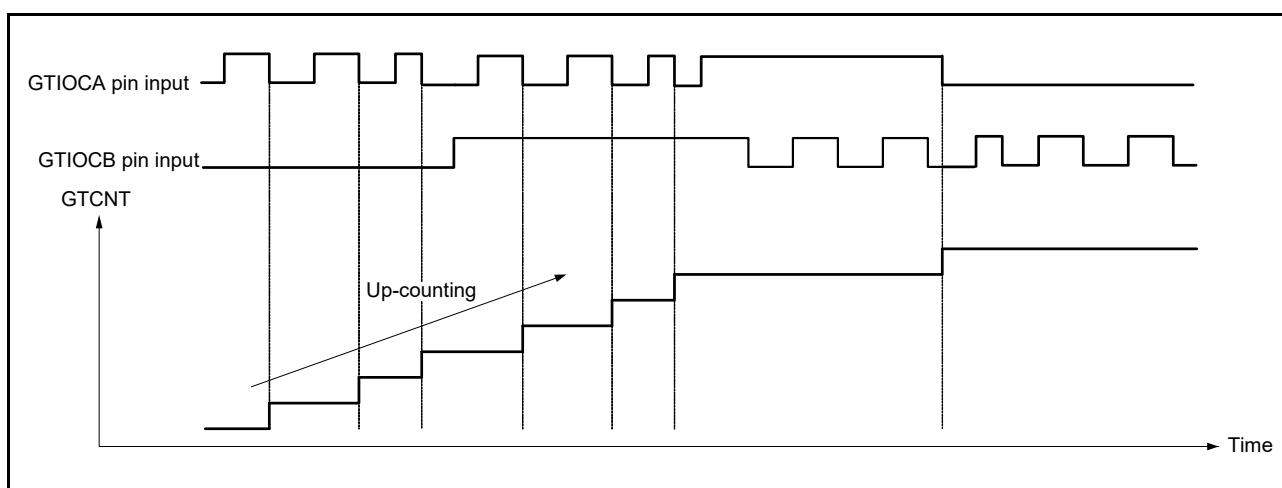 GTIOCA pin input
GTIOCB pin input
GTCNT
Up-counting
Time